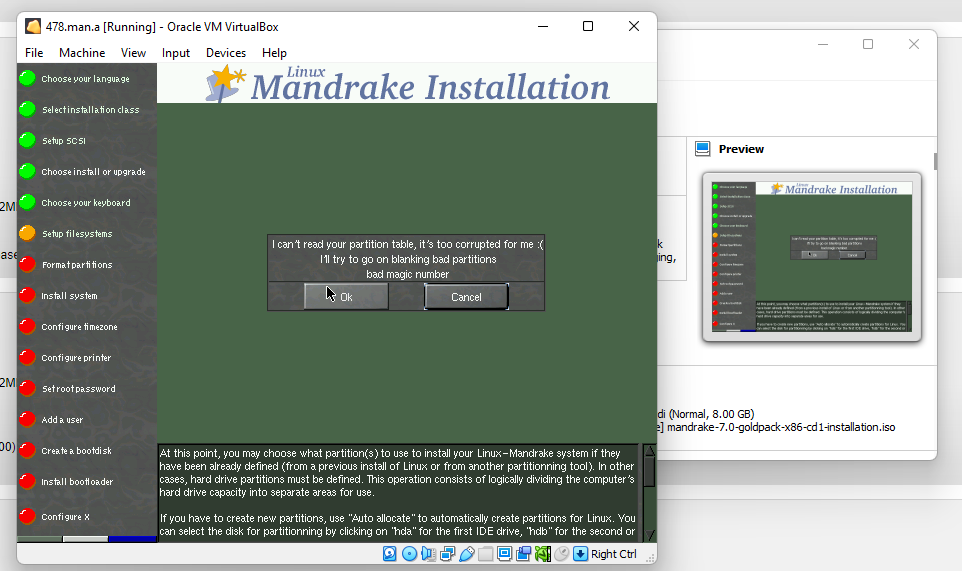 478.man.a [Running] - Oracle VM VirtualBox
File Machine View Input Devices Help
Choose your language
Select installation class
Setup SCSI
Choose install or upgrade
Choose your keyboard
Setup filesystems
Format partitions
Install system
Configure timezone
Configure printer
Set root password
Add a user
Create a bootdisk
Install bootloader
Configure X
Linux
Mandrake Installation
I can't read your partition table, it's too corrupted for me :(
I'll try to go on blanking bad partitions
bad magic number
Ok Cancel
At this point, you may choose what partition(s) to use to install your Linux-Mandrake system if they
have been already defined (from a previous install of Linux or from another partitionning tool). In other
cases, hard drive partitions must be defined. This operation consists of logically dividing the computer's
hard drive capacity into separate areas for use.
If you have to create new partitions, use "Auto allocate" to automatically create partitions for Linux. You
can select the disk for partitionning by clicking on "hda" for the first IDE drive, "hdb" for the second or
Right Ctrl
Preview
Linux
Mandrake Installation
di (Normal, 8.00 GB)
e] mandrake-7.0-goldpack-x86-cd1-installation.iso